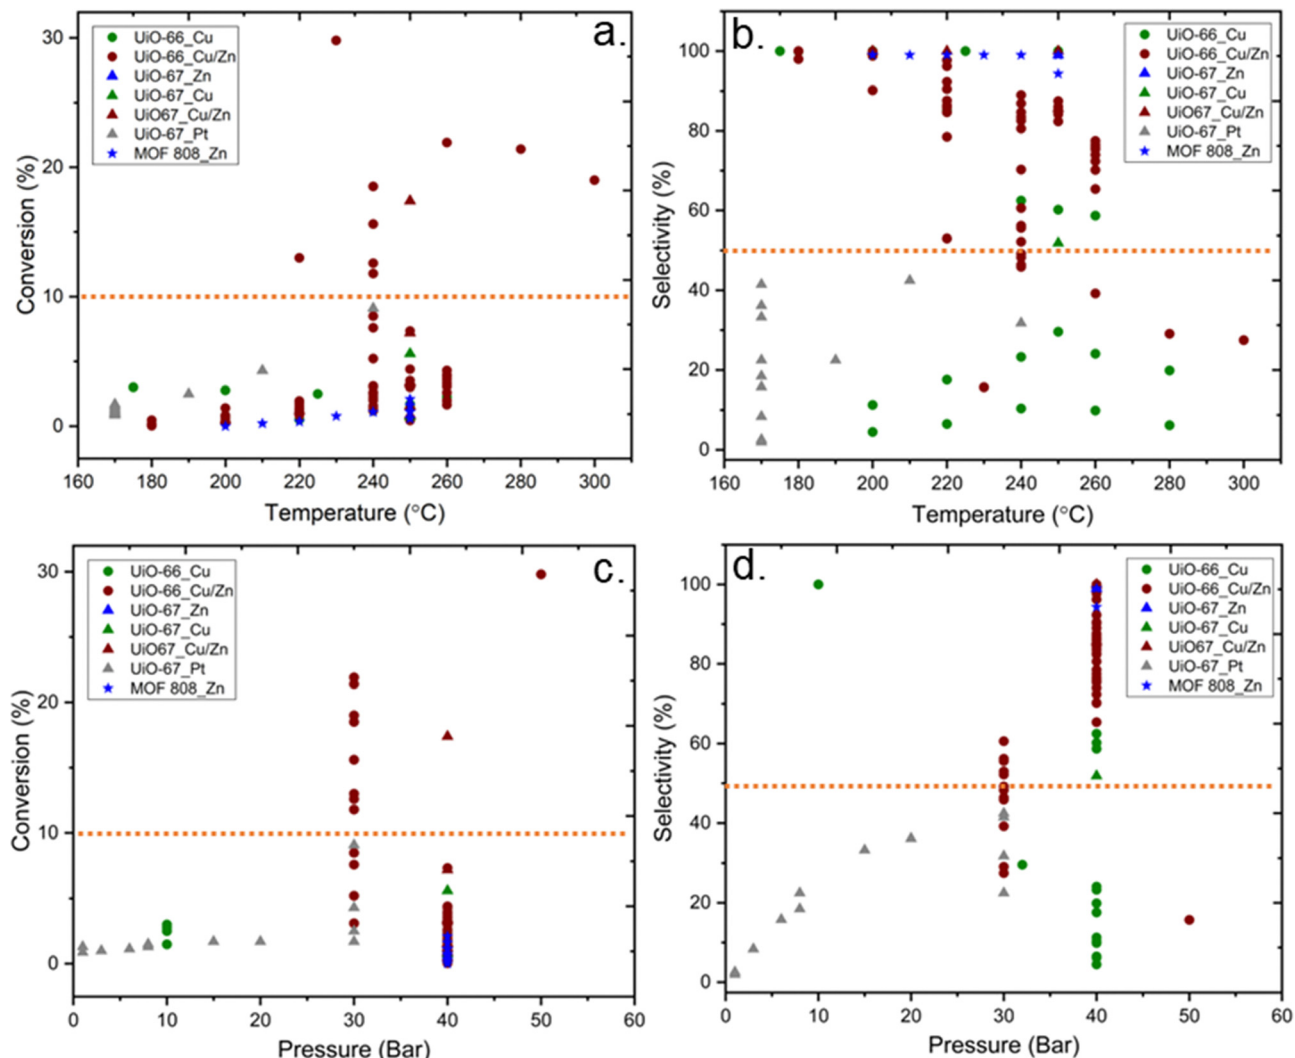 a.
30
20
10
0
Conversion (%)
UiO-66_Cu
UiO-66_Cu/Zn
UiO-67_Zn
UiO-67_Cu
UiO67_Cu/Zn
UiO-67_Pt
MOF 808_Zn
160 180 200 220 240 260 280 300
Temperature (°C)
b.
100
80
60
40
20
0
Selectivity (%)
UiO-66_Cu
UiO-66_Cu/Zn
UiO-67_Zn
UiO-67_Cu
UiO67_Cu/Zn
UiO-67_Pt
MOF 808_Zn
160 180 200 220 240 260 280 300
Temperature (°C)
c.
30
20
10
0
Conversion (%)
UiO-66_Cu
UiO-66_Cu/Zn
UiO-67_Zn
UiO-67_Cu
UiO67_Cu/Zn
UiO-67_Pt
MOF 808_Zn
0 10 20 30 40 50 60
Pressure (Bar)
d.
100
80
60
40
20
0
Selectivity (%)
UiO-66_Cu
UiO-66_Cu/Zn
UiO-67_Zn
UiO-67_Cu
UiO67_Cu/Zn
UiO-67_Pt
MOF 808_Zn
0 10 20 30 40 50 60
Pressure (Bar)